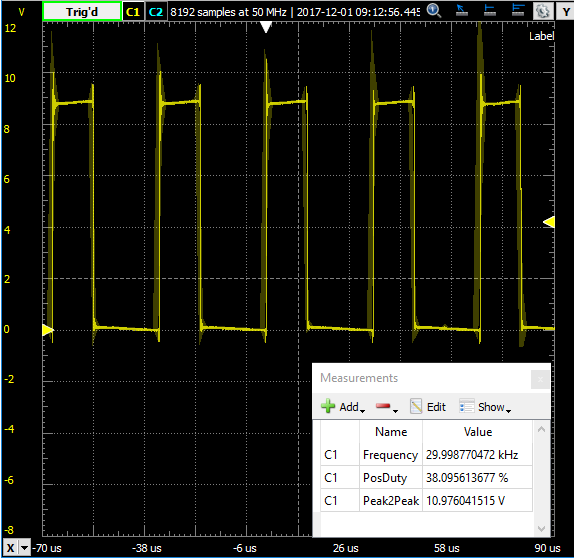 V Trig'd C1 C2 8192 samples at 50 MHz | 2017-12-01 09:12:56.445 Y
Label
12
10
8
6
4
2
0
-2
-4
-6
-8
Measurements
Add Edit Show
Name Value
C1 Frequency 29.998770472 kHz
C1 PosDuty 38.095613677 %
C1 Peak2Peak 10.976041515 V
X -70 us -38 us -6 us 26 us 58 us 90 us